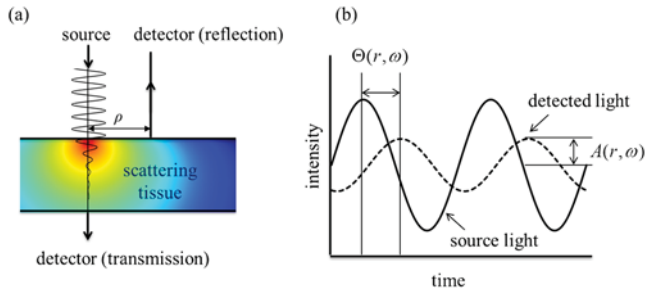 (a)
source
detector (reflection)
ρ
scattering
tissue
detector (transmission)
(b)
Θ(r,ω)
detected light
A(r,ω)
intensity
source light
time